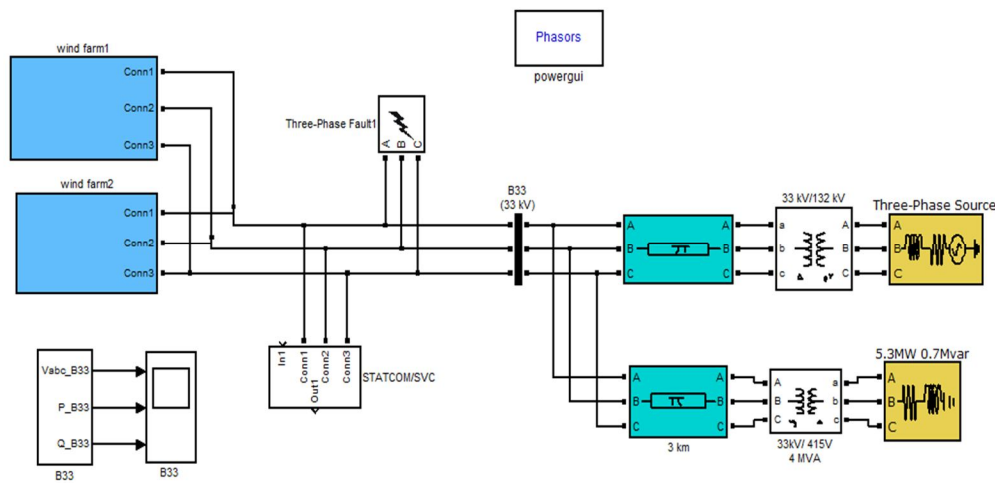 Phasors
powergui
wind farm1
Conn1
Conn2
Conn3
wind farm2
Conn1
Conn2
Conn3
Three-Phase Fault1
A
B
C
B33
(33 kV)
A
B
C
A
B
C
33 kV/132 kV
a
b
c
A
B
C
Three-Phase Source
A
B
C
In1
Conn1
Out1
Conn2
Conn3
STATCOM/SVC
A
B
C
A
B
C
3 km
A
B
C
a
b
c
33kV/ 415V
4 MVA
5.3MW 0.7Mvar
A
B
C
Vabc_B33
P_B33
Q_B33
B33
B33